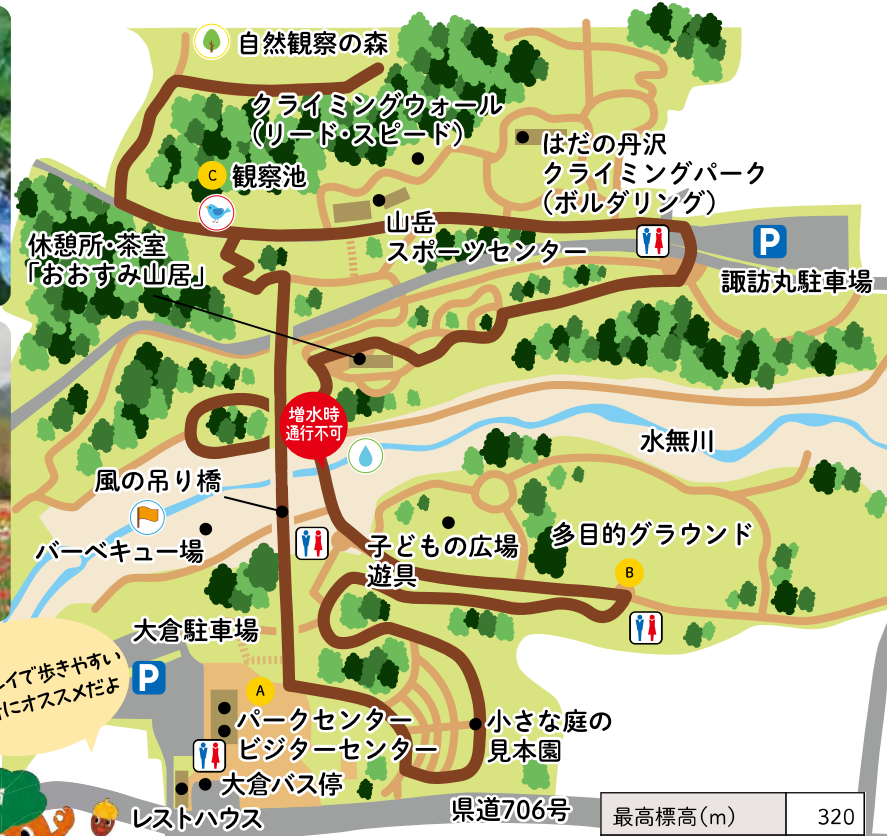 自然観察の森
クライミングウォール
(リード・スピード)
はだの丹沢
クライミングパーク
(ボルダリング)
C 観察池
山岳
スポーツセンター
P
諏訪丸駐車場
休憩所・茶室
「おおすみ山居」
増水時
通行不可
水無川
風の吊り橋
バーベキュー場
子どもの広場
遊具
多目的グラウンド
B
大倉駐車場
P
イで歩きやすい
にオススメだよ
A
パークセンター
ビジターセンター
小さな庭の
見本園
大倉バス停
レストハウス
県道706号
最高標高(m) 320